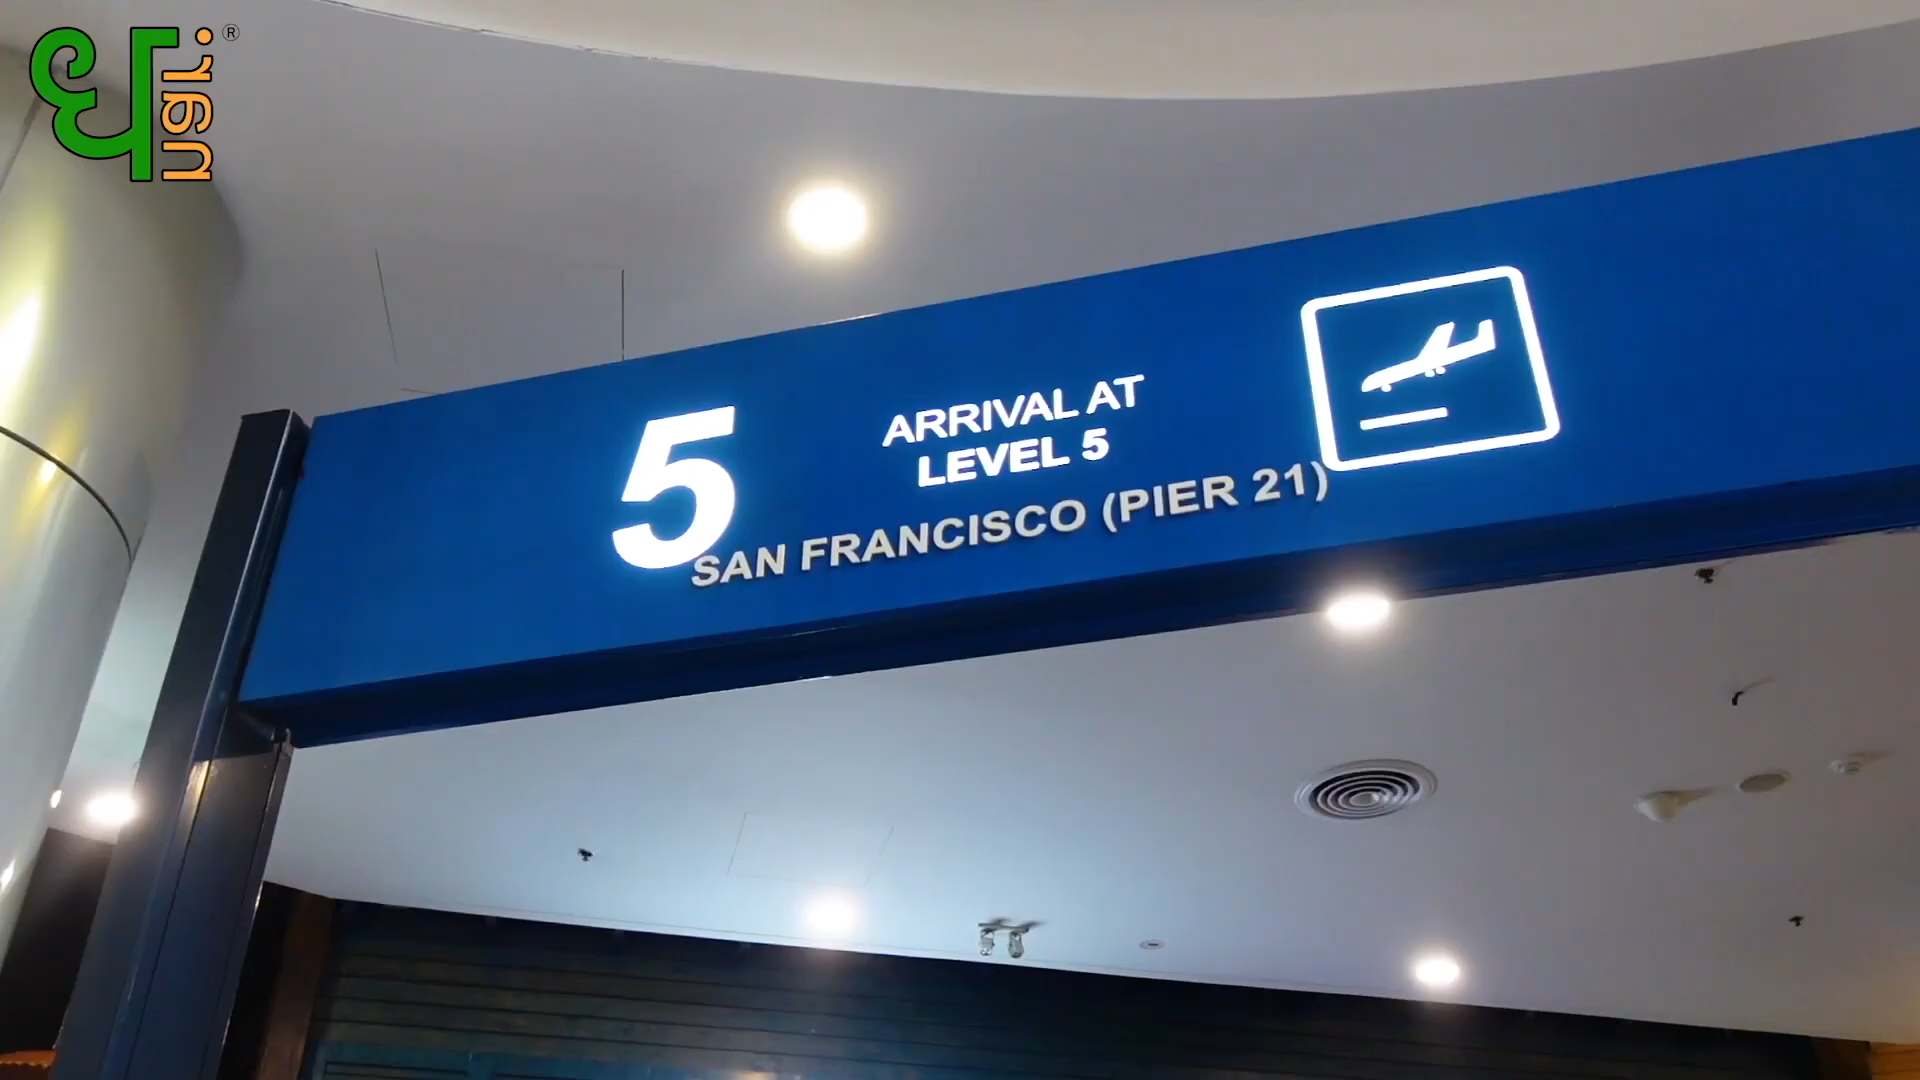 ®
5
ARRIVAL AT
LEVEL 5
SAN FRANCISCO (PIER 21)